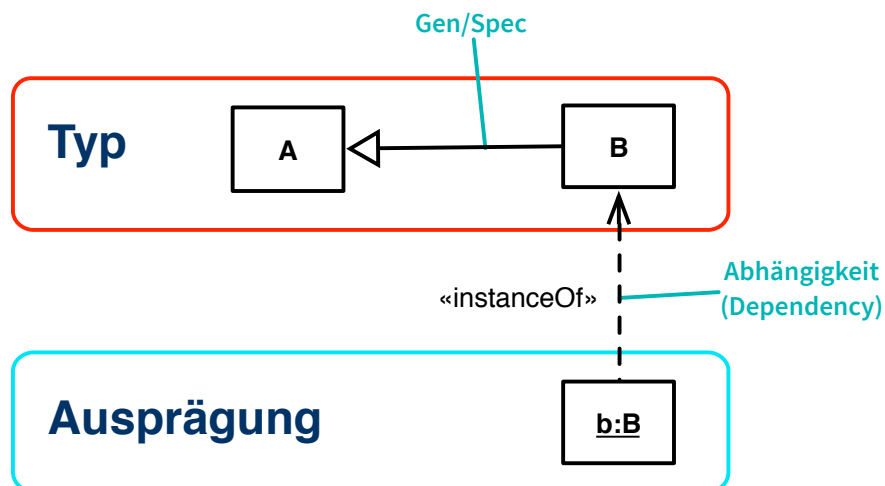 Gen/Spec
Typ
A
B
«instanceOf»
Abhängigkeit
(Dependency)
Ausprägung
b:B